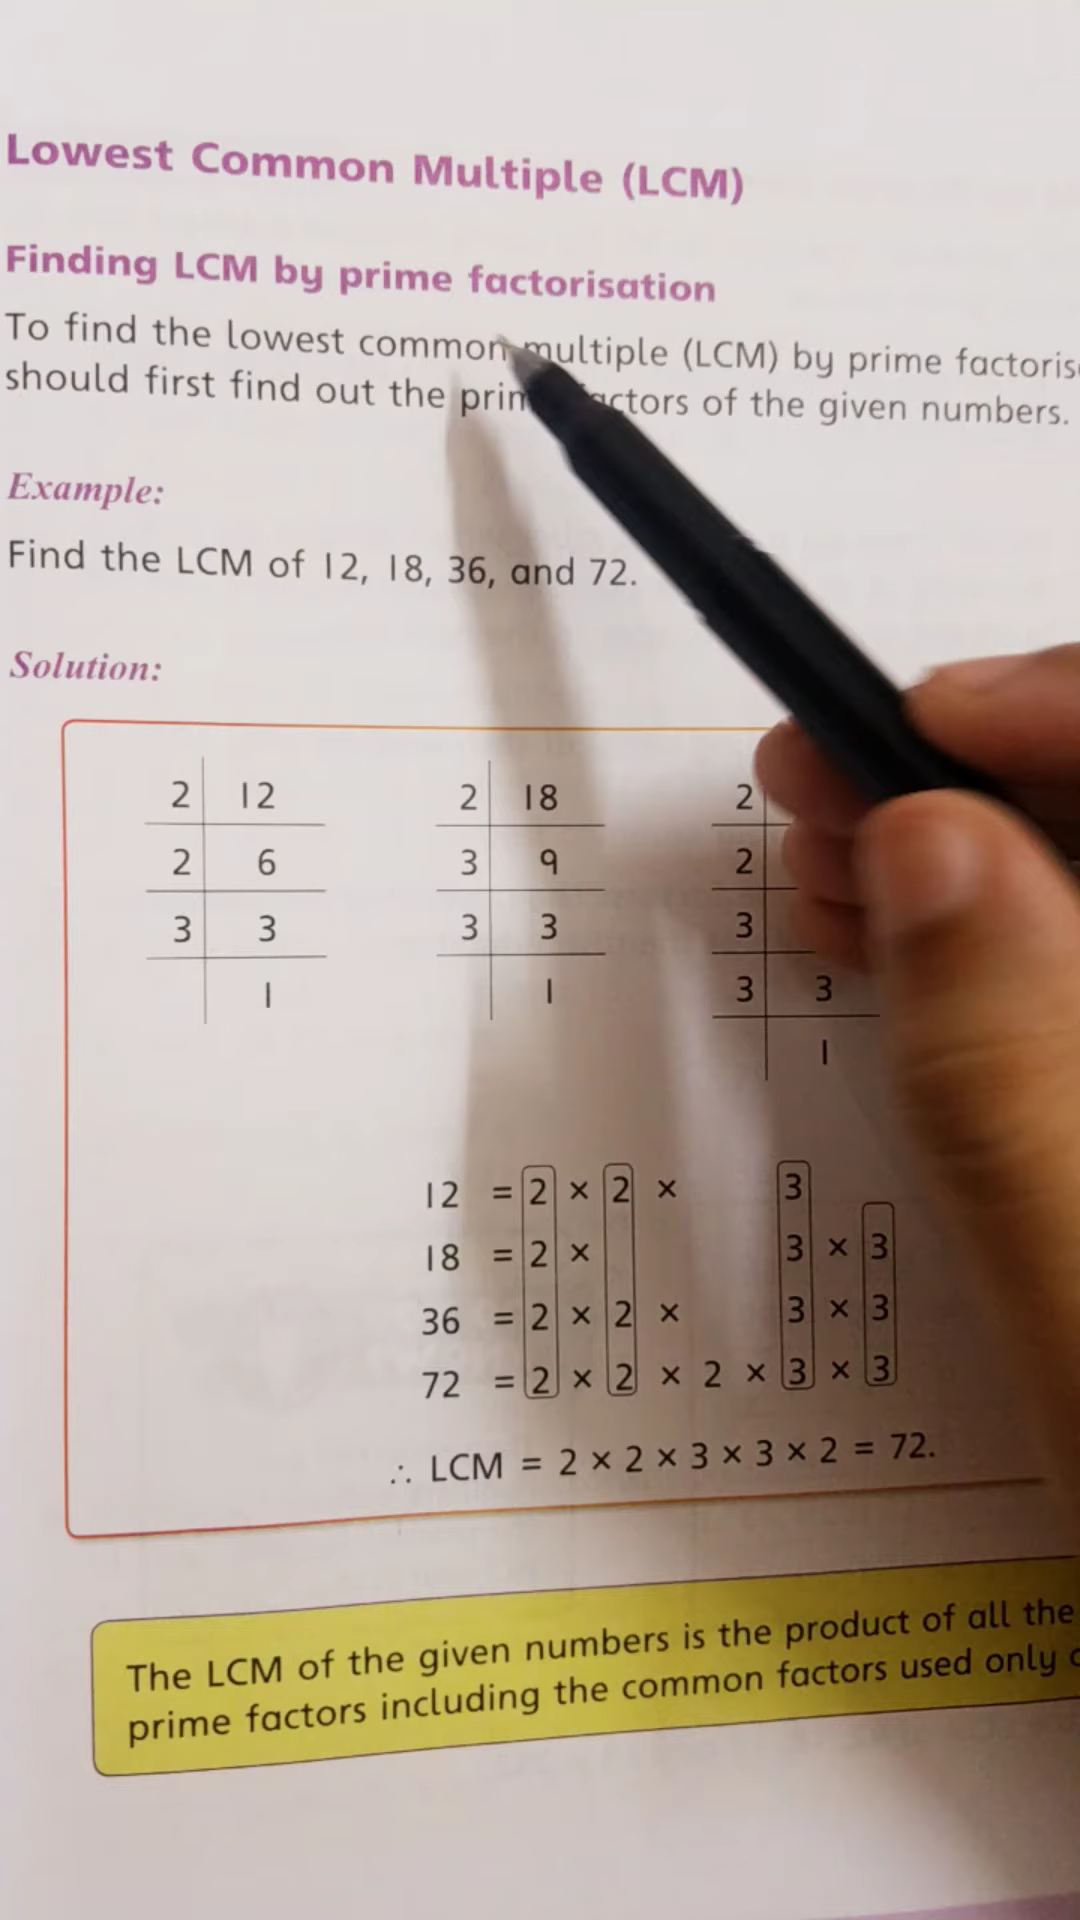 Lowest Common Multiple (LCM)
Finding LCM by prime factorisation
To find the lowest common multiple (LCM) by prime
should first find out the of the given numbers.
Example:
Find the LCM of 12, 18, 36, and 72.
Solution:
2 12 2 18 2
2 6 3 9 2
3 3 3 3 3
1 1 3 3
1
12 = 2 × 2 × 3
18 = 2 × 3 × 3
36 = 2 × 2 × 3 × 3
72 = 2 × 2 × 2 × 3 × 3
∴ LCM = 2 × 2 × 3 × 3 × 2 = 72.
The LCM of the given numbers is the product of all the
prime factors including the common factors used only